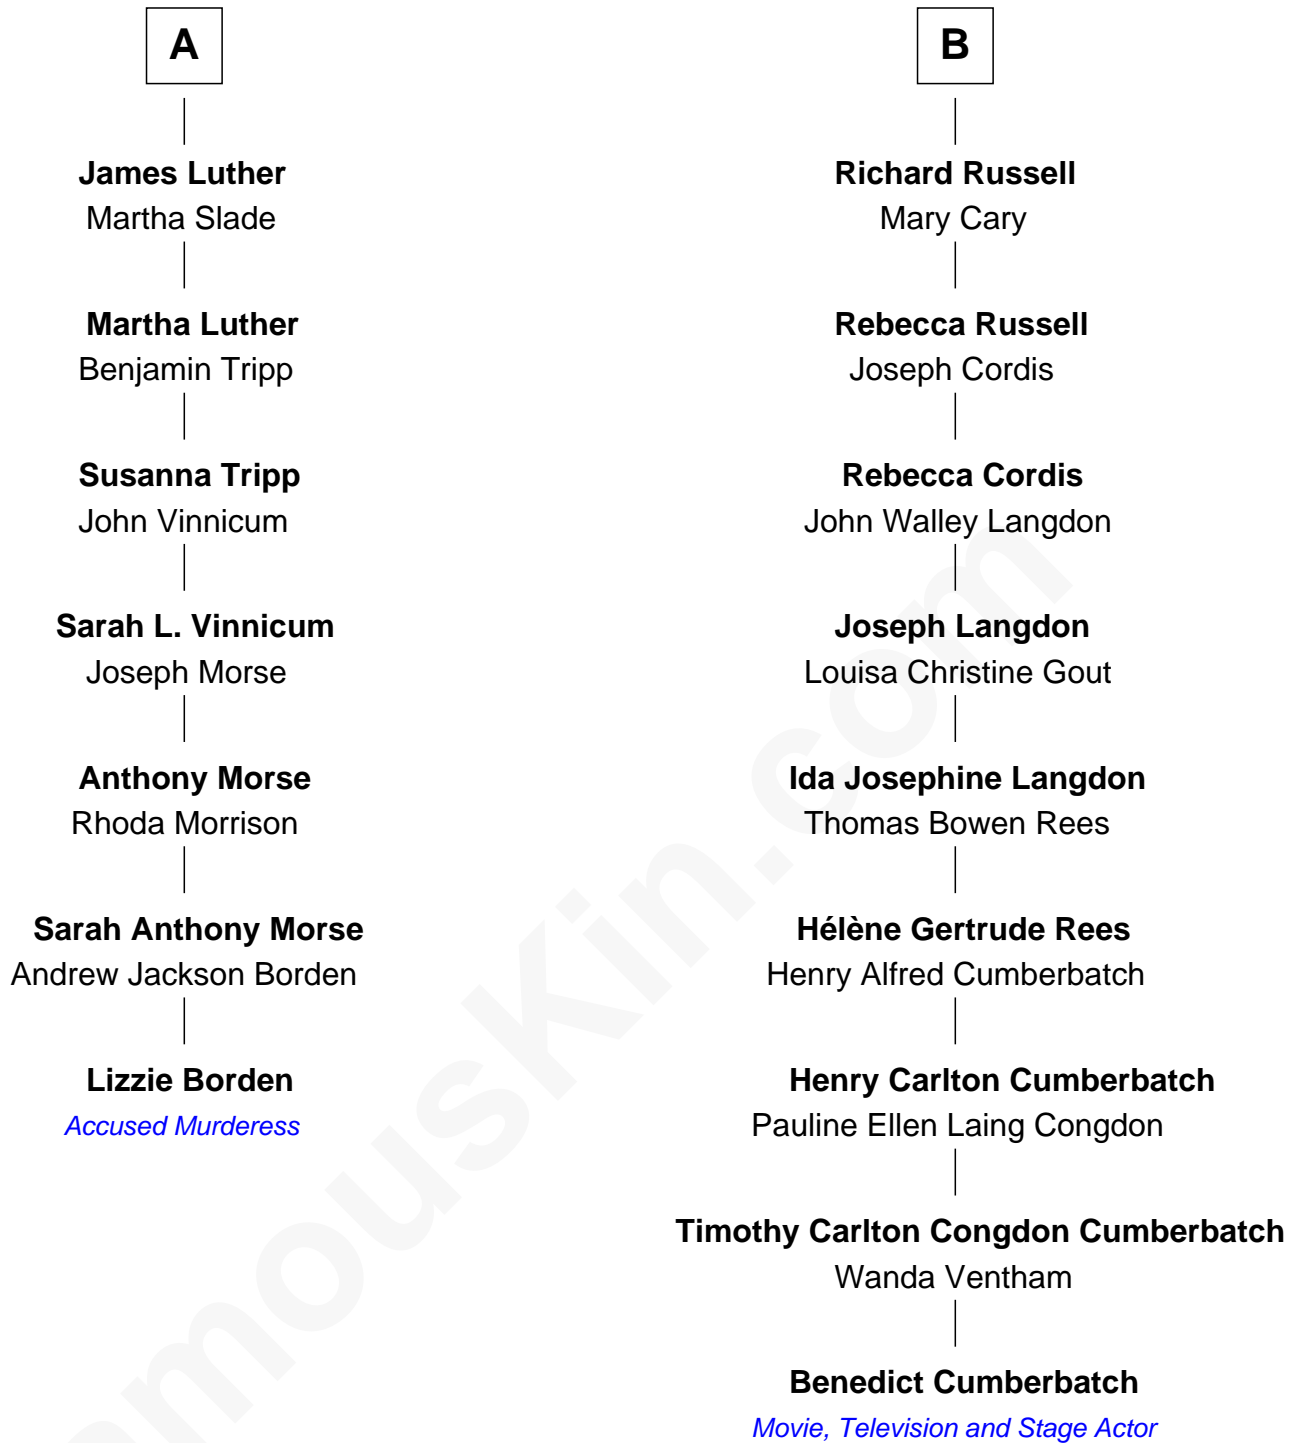 A
James Luther
Martha Slade
Martha Luther
Benjamin Tripp
Susanna Tripp
John Vinnicum
Sarah L. Vinnicum
Joseph Morse
Anthony Morse
Rhoda Morrison
Sarah Anthony Morse
Andrew Jackson Borden
Lizzie Borden
Accused Murderess
B
Richard Russell
Mary Cary
Rebecca Russell
Joseph Cordis
Rebecca Cordis
John Walley Langdon
Joseph Langdon
Louisa Christine Gout
Ida Josephine Langdon
Thomas Bowen Rees
Hélène Gertrude Rees
Henry Alfred Cumberbatch
Henry Carlton Cumberbatch
Pauline Ellen Laing Congdon
Timothy Carlton Congdon Cumberbatch
Wanda Ventham
Benedict Cumberbatch
Movie, Television and Stage Actor
amouskin.com